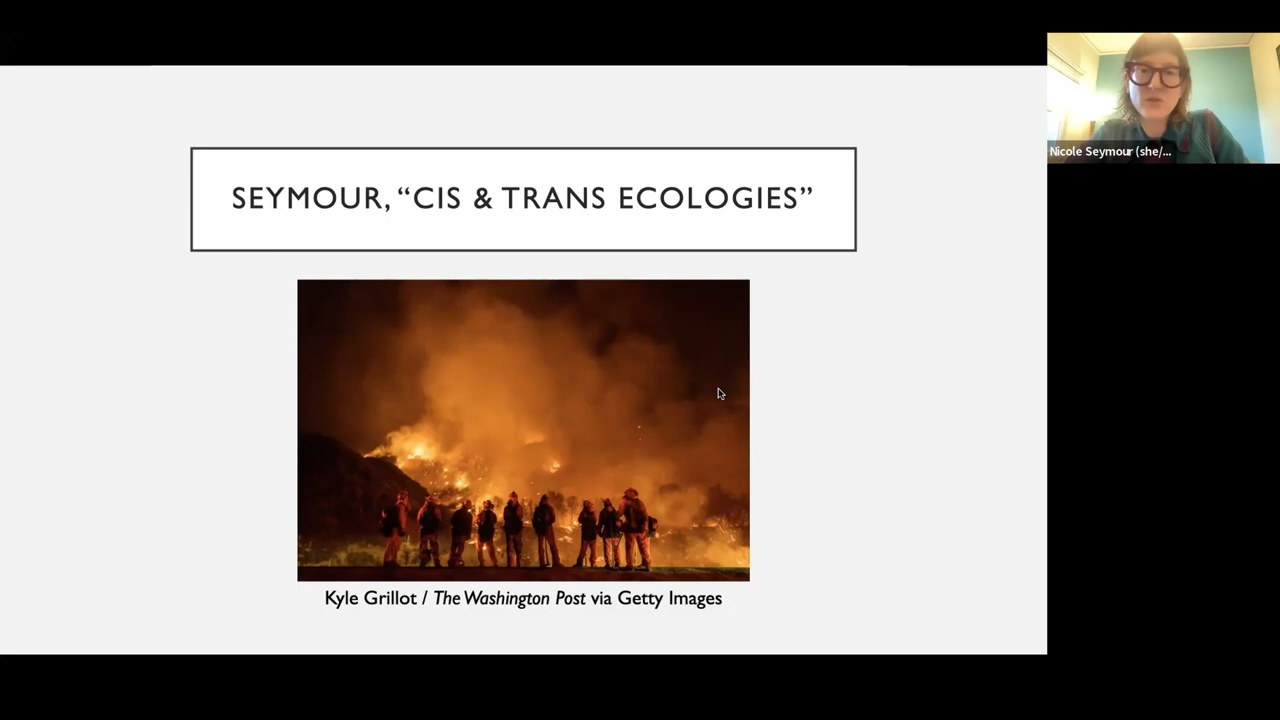 SEYMOUR, “CIS & TRANS ECOLOGIES”
Kyle Grillot / The Washington Post via Getty Images
Nicole Seymour (she/...